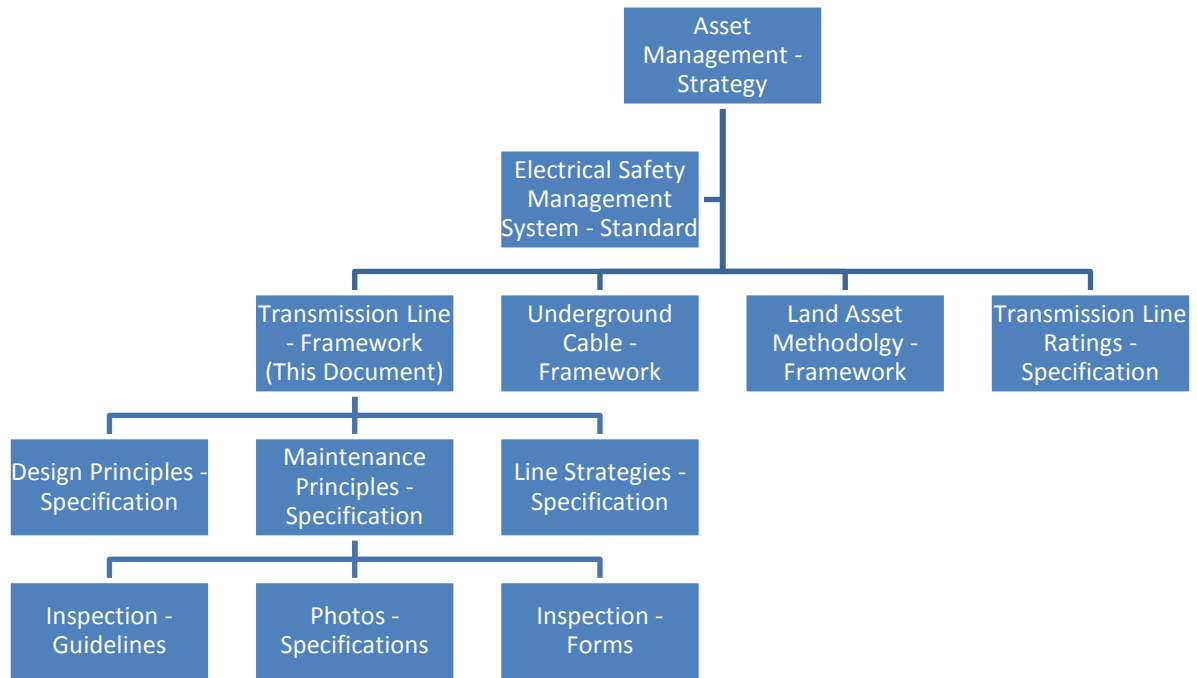 Asset
Management -
Strategy
Electrical Safety
Management
System - Standard
Transmission Line
- Framework
(This Document)
Underground
Cable -
Framework
Land Asset
Methodolgy -
Framework
Transmission Line
Ratings -
Specification
Design Principles -
Specification
Maintenance
Principles -
Specification
Line Strategies -
Specification
Inspection -
Guidelines
Photos -
Specifications
Inspection -
Forms